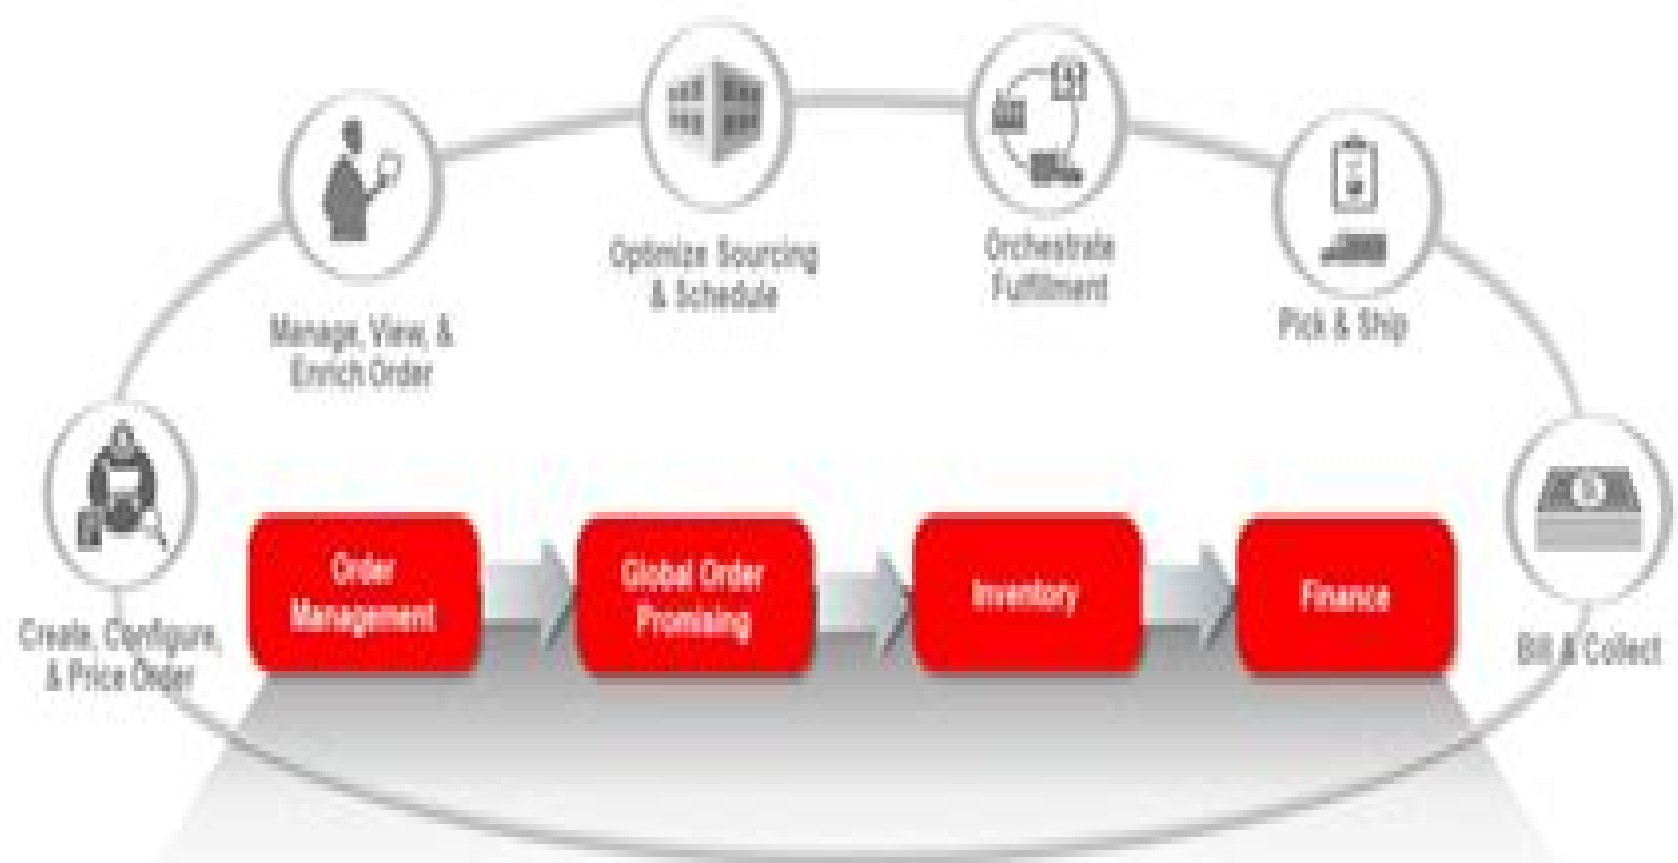 Optimize Sourcing
& Schedule
Orchestrate
Fulfillment
Pick & Ship
Manage, View, &
Enrich Order
Create, Configure,
& Price Order
Order
Management
Global Order
Promising
Inventory
Finance
Bill & Collect